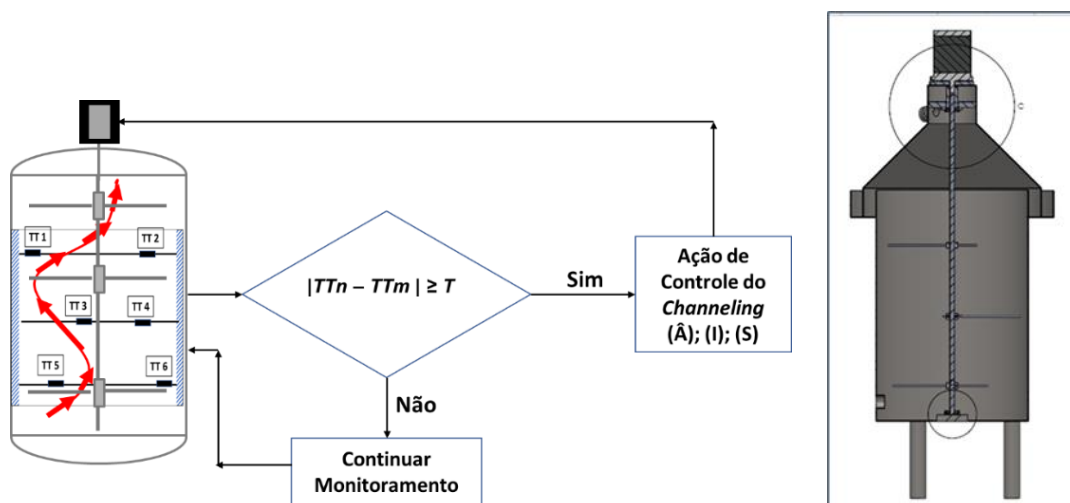 TT 1
TT 2
TT 3
TT 4
TT 5
TT 6
|TTn – TTm | ≥ T
Sim
Ação de
Controle do
Channeling
(Â); (I); (S)
Não
Continuar
Monitoramento
C